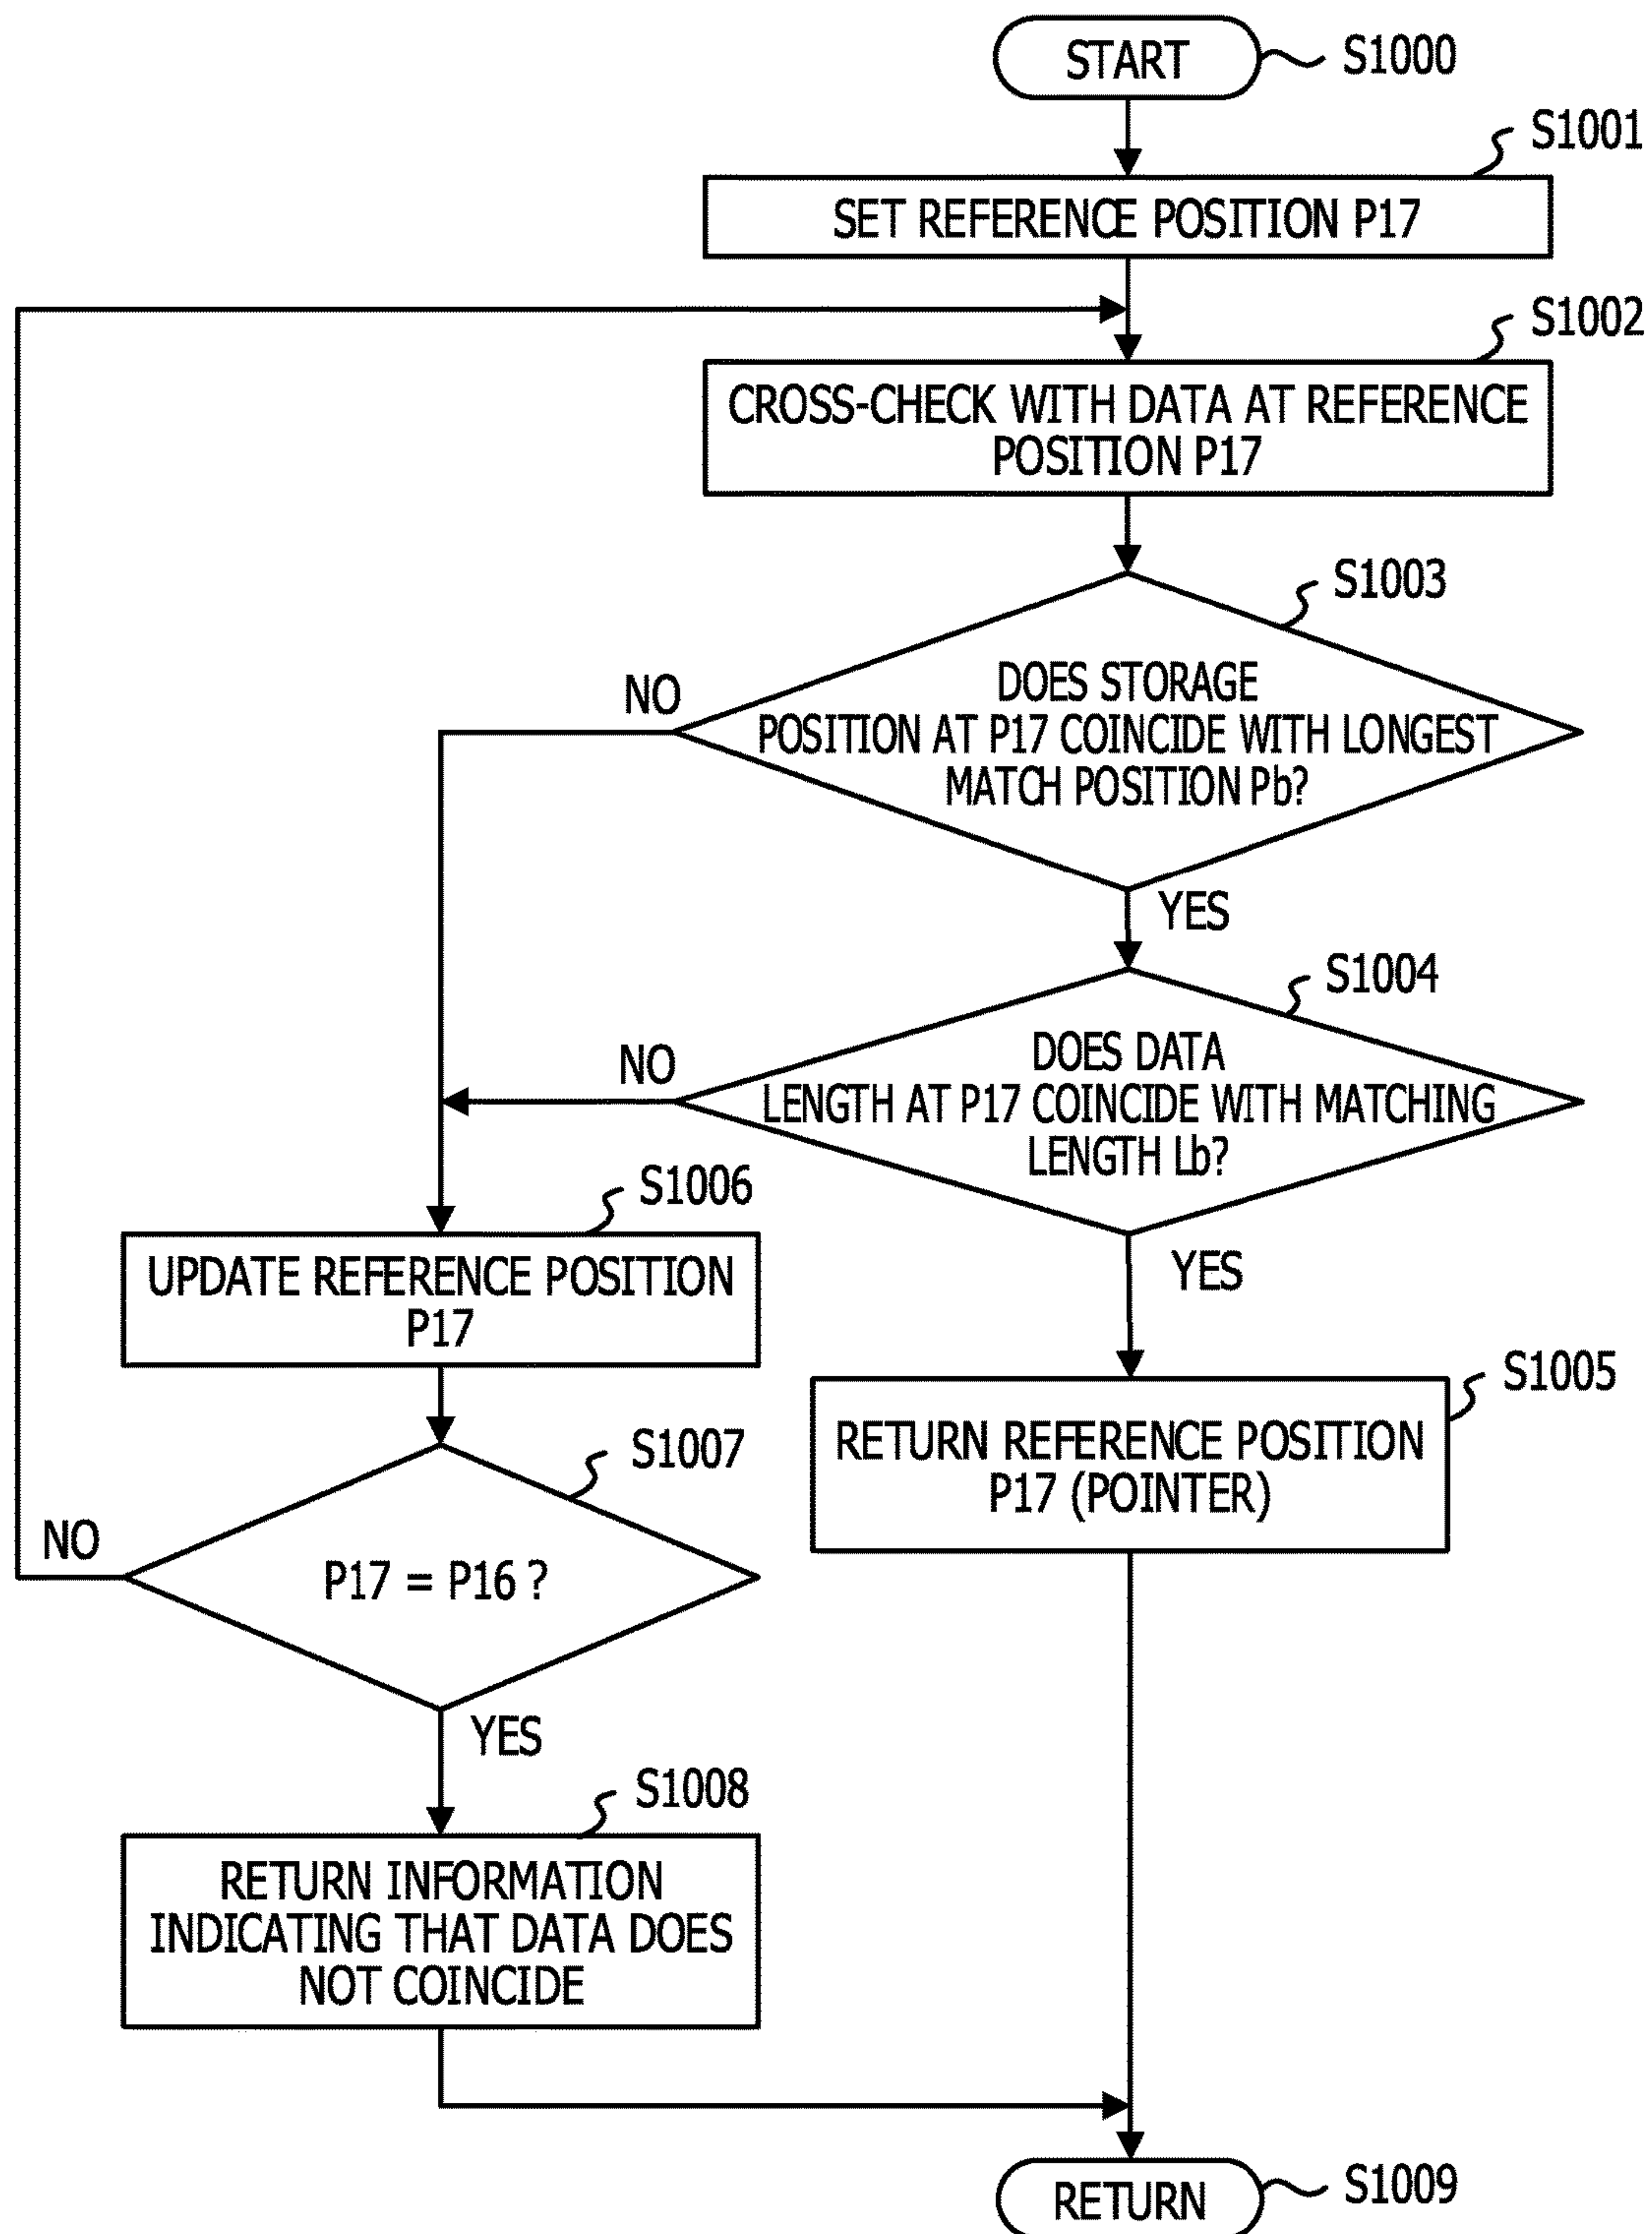 START
S1000
S1001
SET REFERENCE POSITION P17
S1002
CROSS-CHECK WITH DATA AT REFERENCE
POSITION P17
S1003
DOES STORAGE
POSITION AT P17 COINCIDE WITH LONGEST
MATCH POSITION Pb?
NO
YES
S1004
DOES DATA
LENGTH AT P17 COINCIDE WITH MATCHING
LENGTH Lb?
NO
YES
S1006
UPDATE REFERENCE POSITION
P17
S1005
RETURN REFERENCE POSITION
P17 (POINTER)
S1007
P17 = P16 ?
NO
YES
S1008
RETURN INFORMATION
INDICATING THAT DATA DOES
NOT COINCIDE
RETURN
S1009